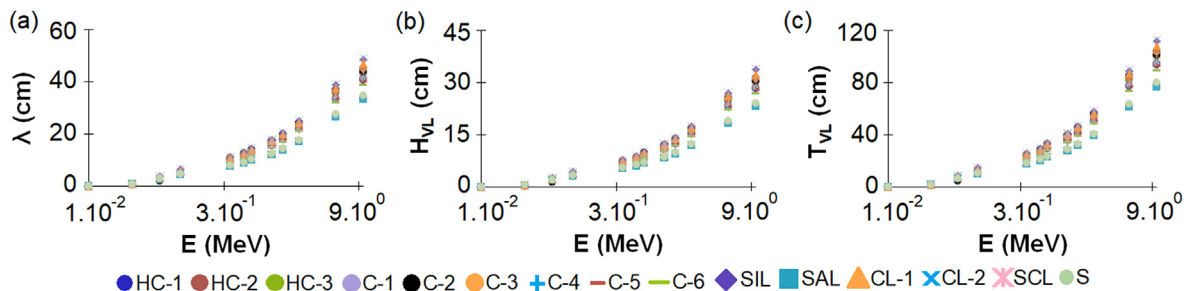 (a)
60
40
20
0
λ (cm)
1.10⁻²
3.10⁻¹
9.10⁰
E (MeV)
(b)
45
30
15
0
H_VL (cm)
1.10⁻²
3.10⁻¹
9.10⁰
E (MeV)
(c)
120
80
40
0
T_VL (cm)
1.10⁻²
3.10⁻¹
9.10⁰
E (MeV)
HC-1 HC-2 HC-3 C-1 C-2 C-3 C-4 C-5 C-6 SIL SAL CL-1 CL-2 SCL S